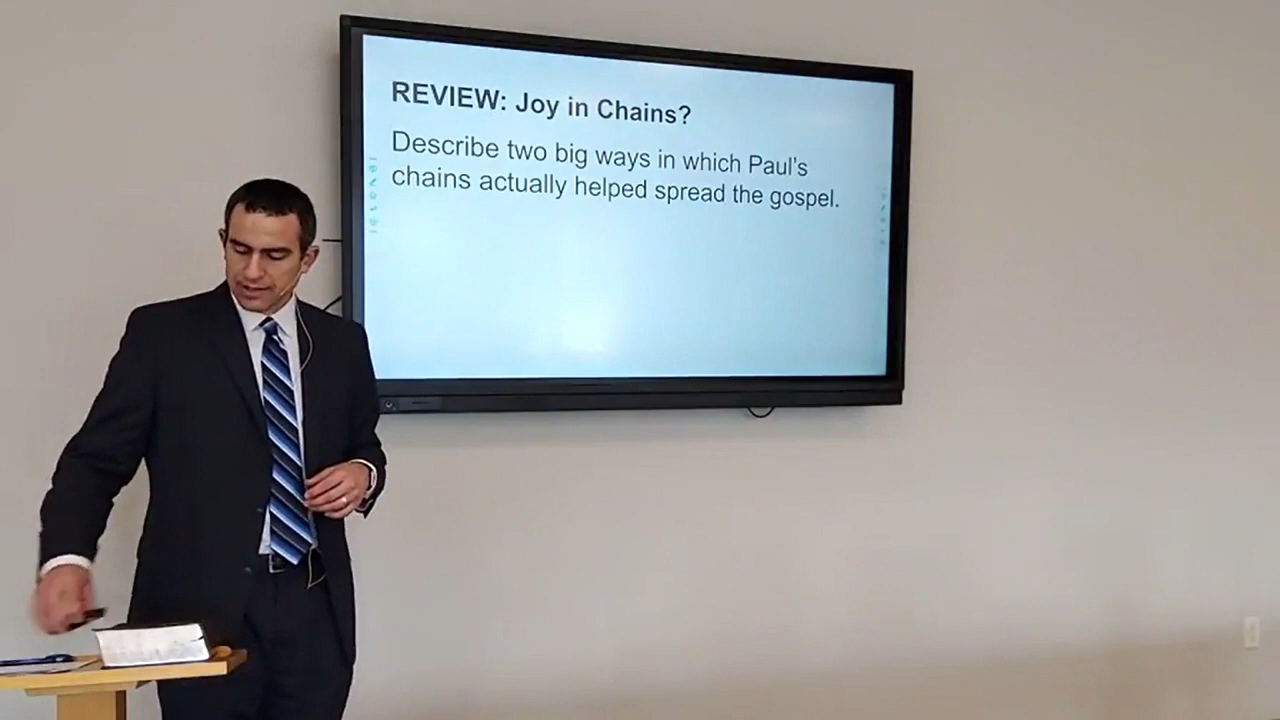 REVIEW: Joy in Chains?
Describe two big ways in which Paul's
chains actually helped spread the gospel.